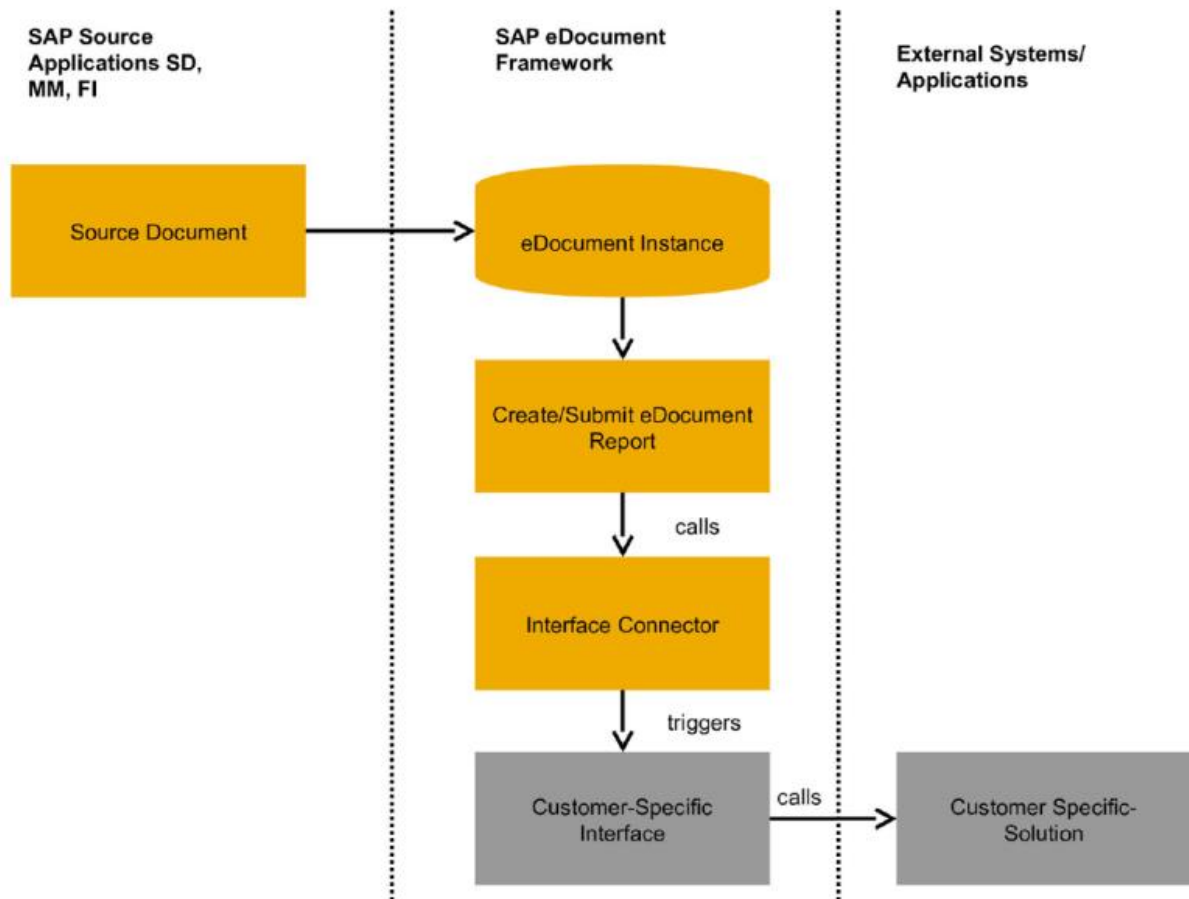 SAP Source
Applications SD,
MM, FI
SAP eDocument
Framework
External Systems/
Applications
Source Document
eDocument Instance
Create/Submit eDocument
Report
calls
Interface Connector
triggers
Customer-Specific
Interface
calls
Customer Specific-
Solution